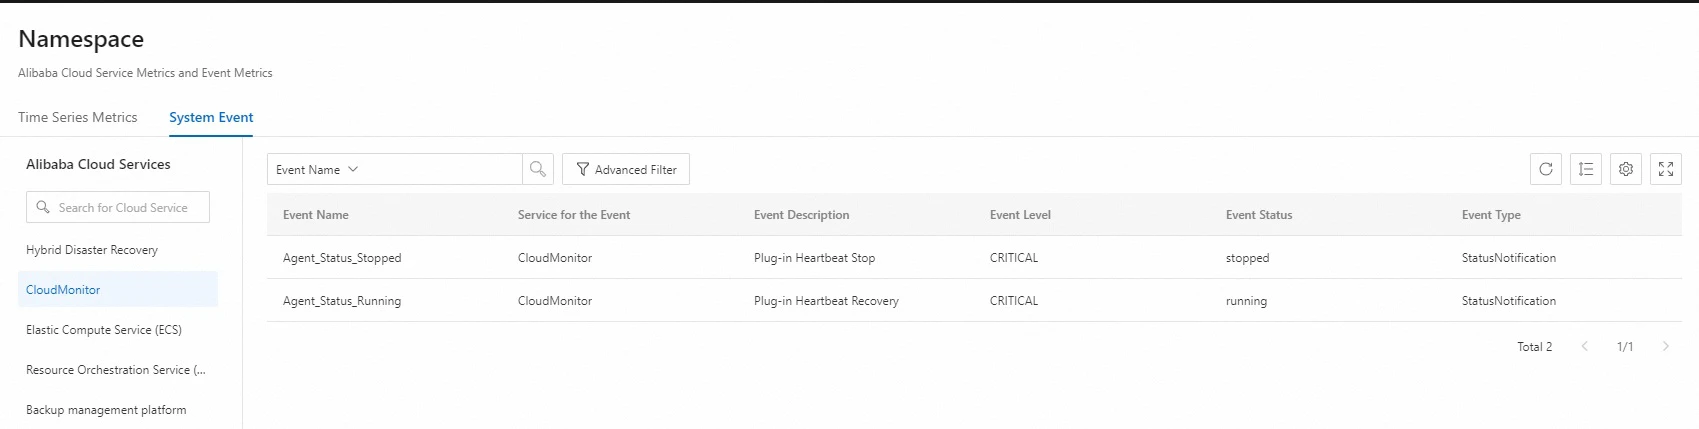 Namespace
Alibaba Cloud Service Metrics and Event Metrics
Time Series Metrics System Event
Alibaba Cloud Services
Search for Cloud Service
Hybrid Disaster Recovery
CloudMonitor
Elastic Compute Service (ECS)
Resource Orchestration Service (...
Backup management platform
Event Name Advanced Filter
Event Name Service for the Event Event Description Event Level Event Status Event Type
Agent_Status_Stopped CloudMonitor Plug-in Heartbeat Stop CRITICAL stopped StatusNotification
Agent_Status_Running CloudMonitor Plug-in Heartbeat Recovery CRITICAL running StatusNotification
Total 2 < 1/1 >